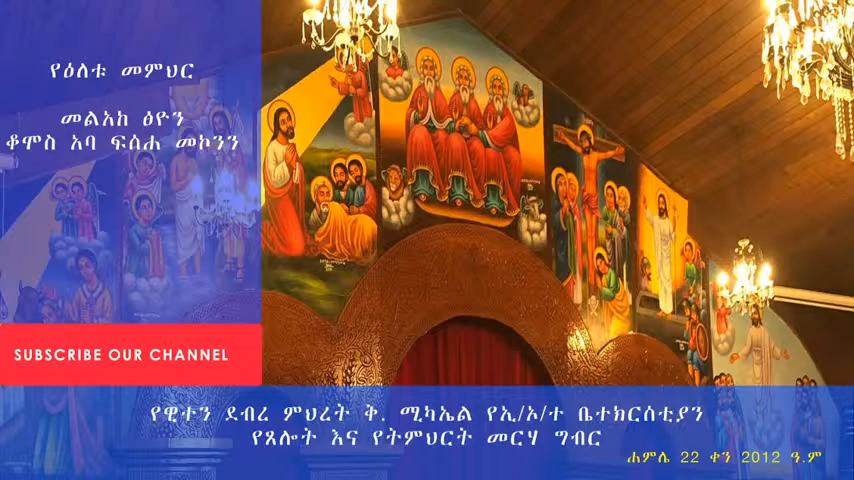 የዕለቱ መምህር
መልአከ ፅዮን
ቆሞስ አባ ፍሰሐ መኮንን
SUBSCRIBE OUR CHANNEL
የዊተን ደብረ ምህረት ቅ. ሚካኤል የኢ/ኦ/ተ ቤተክርስቲያን
የጸሎት እና የትምህርት መርሃ ግብር
ሐምሌ 22 ቀን 2012 ዓ.ም